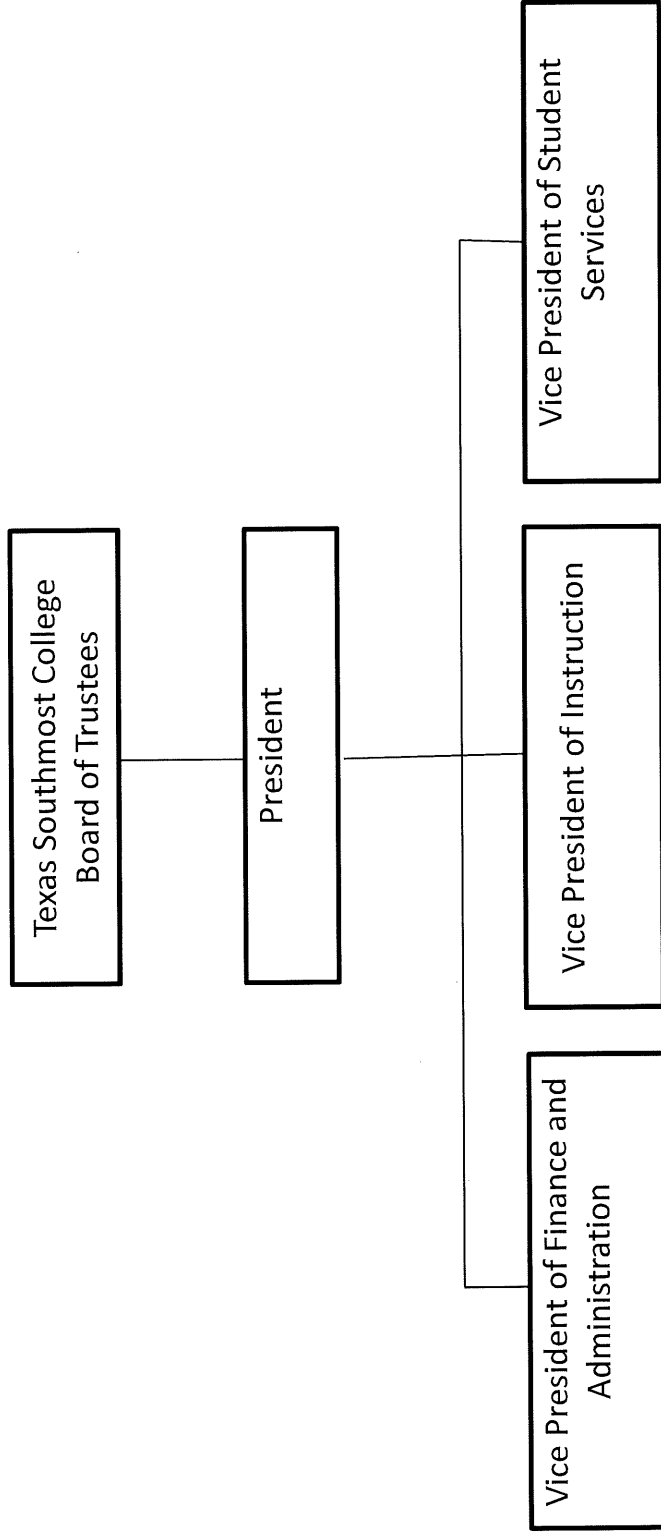 Texas Southmost College
Board of Trustees
President
Vice President of Finance and
Administration
Vice President of Instruction
Vice President of Student
Services